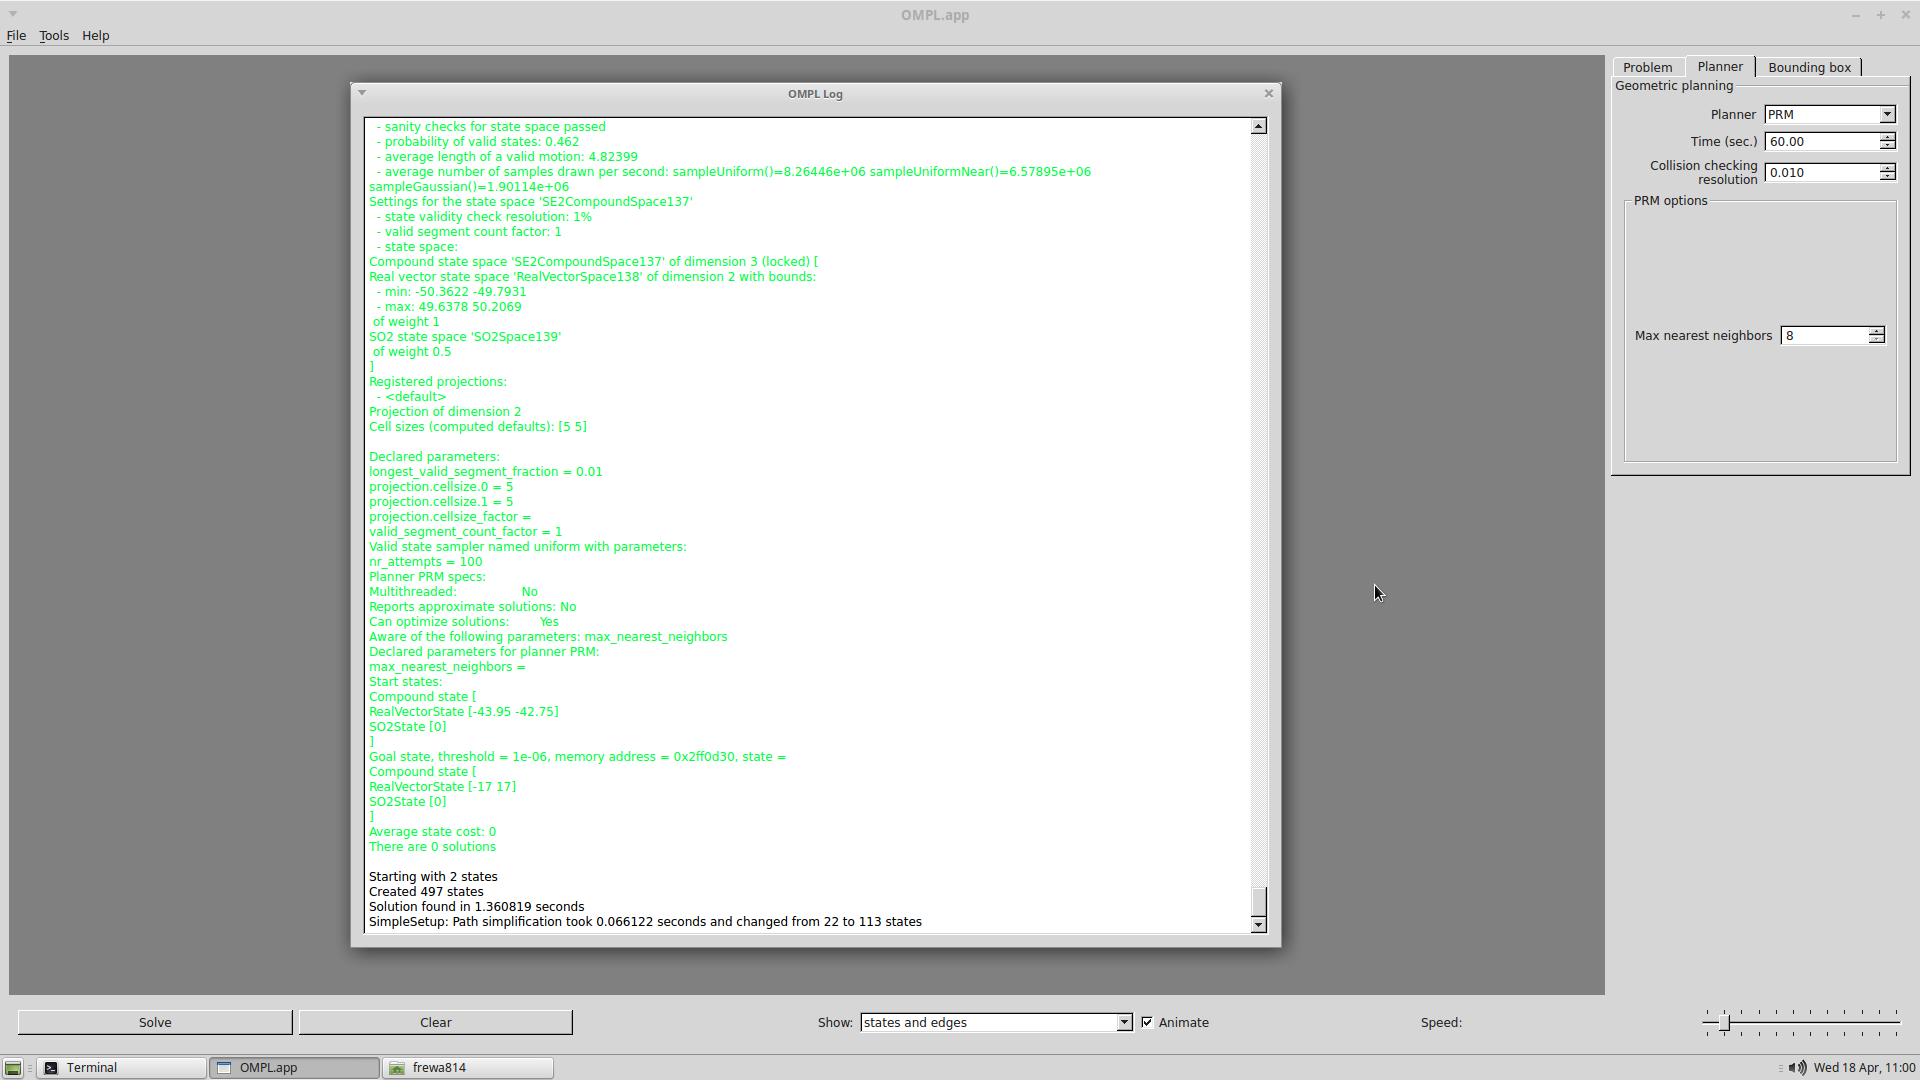 OMPL.app
File Tools Help
OMPL Log
- sanity checks for state space passed
- probability of valid states: 0.462
- average length of a valid motion: 4.82399
- average number of samples drawn per second: sampleUniform()=8.26446e+06 sampleUniformNear()=6.57895e+06
sampleGaussian()=1.90114e+06
Settings for the state space 'SE2CompoundSpace137'
- state validity check resolution: 1%
- valid segment count factor: 1
- state space:
Compound state space 'SE2CompoundSpace137' of dimension 3 (locked) [
Real vector state space 'RealVectorSpace138' of dimension 2 with bounds:
- min: -50.3622 -49.7931
- max: 49.6378 50.2069
of weight 1
SO2 state space 'SO2Space139'
of weight 0.5
]
Registered projections:
- <default>
Projection of dimension 2
Cell sizes (computed defaults): [5 5]
Declared parameters:
longest_valid_segment_fraction = 0.01
projection.cellsize.0 = 5
projection.cellsize.1 = 5
projection.cellsize_factor =
valid_segment_count_factor = 1
Valid state sampler named uniform with parameters:
nr_attempts = 100
Planner PRM specs:
Multithreaded: No
Reports approximate solutions: No
Can optimize solutions: Yes
Aware of the following parameters: max_nearest_neighbors
Declared parameters for planner PRM:
max_nearest_neighbors =
Start states:
Compound state [
RealVectorState [-43.95 -42.75]
SO2State [0]
]
Goal state, threshold = 1e-06, memory address = 0x2ff0d30, state =
Compound state [
RealVectorState [-17 17]
SO2State [0]
]
Average state cost: 0
There are 0 solutions
Starting with 2 states
Created 497 states
Solution found in 1.360819 seconds
SimpleSetup: Path simplification took 0.066122 seconds and changed from 22 to 113 states
Problem Planner Bounding box
Geometric planning
Planner PRM
Time (sec.) 60.00
Collision checking
resolution 0.010
PRM options
Max nearest neighbors 8
Solve Clear Show: states and edges Animate Speed:
Terminal OMPL.app frewa814 Wed 18 Apr, 11:00